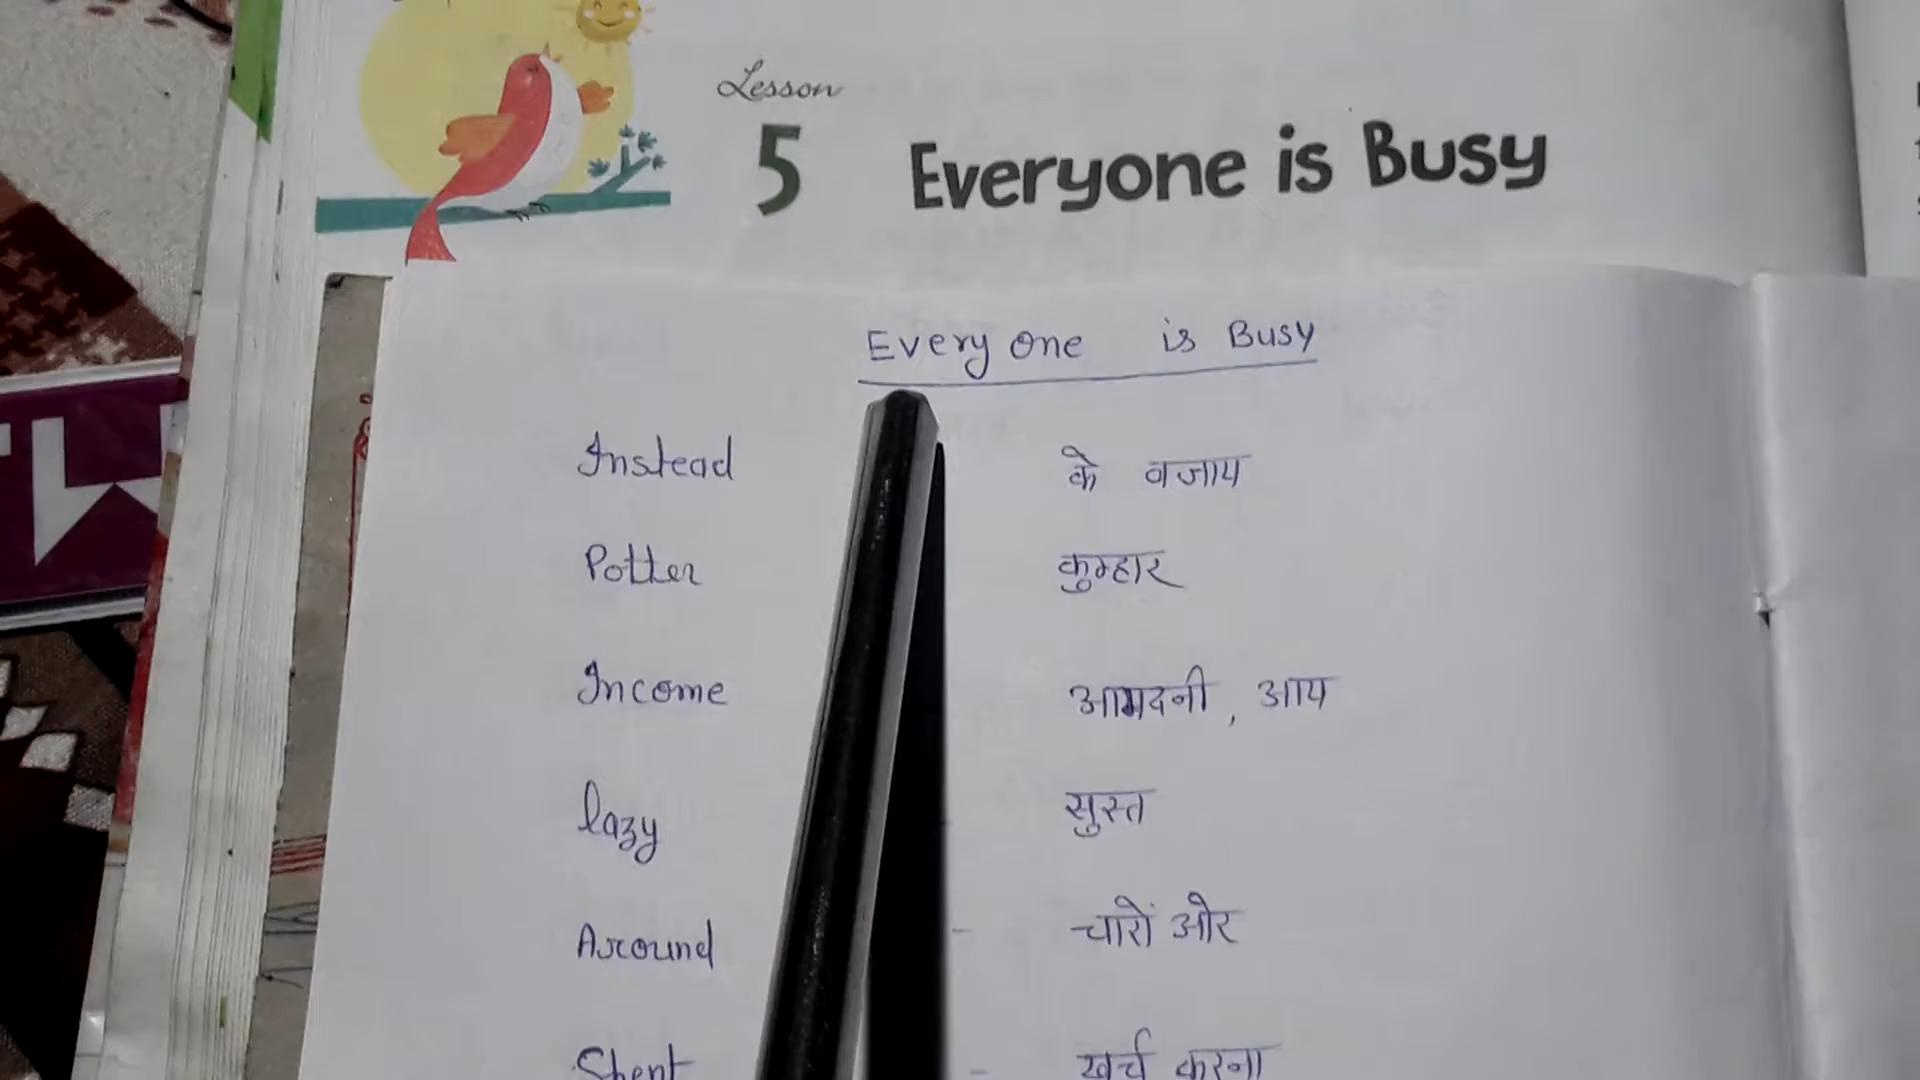 Lesson
5 Everyone is Busy
Every one is Busy
Instead के वजाय
Potter कुम्हार
Income आमदनी , आय
lazy सुस्त
Around - चारों ओर
Spent - खर्च करना